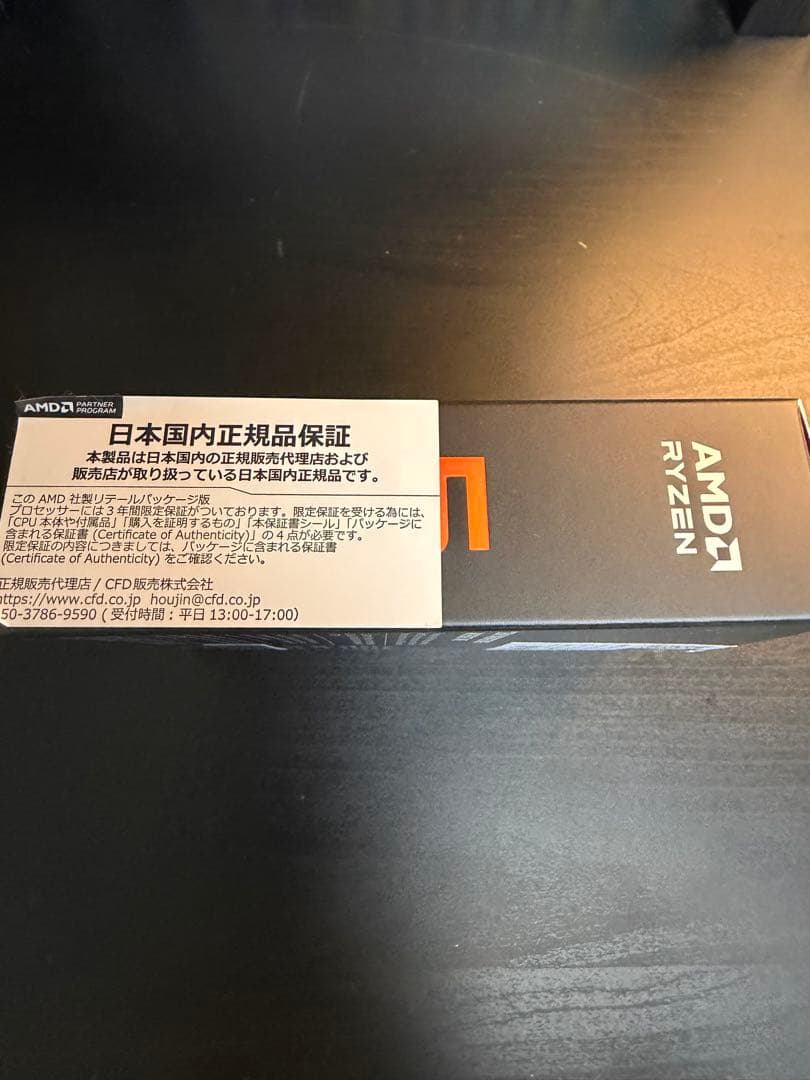 AMD PARTNER PROGRAM
日本国内正規品保証
本製品は日本国内の正規販売代理店および
販売店が取り扱っている日本国内正規品です。
この AMD 社製リテールパッケージ版
プロセッサーには3年間限定保証がついております。限定保証を受ける為には、
「CPU 本体や付属品」「購入を証明するもの」「本保証書シール」「パッケージに
含まれる保証書 (Certificate of Authenticity)」の4点が必要です。
限定保証の内容につきましては、パッケージに含まれる保証書
(Certificate of Authenticity) をご確認ください。
正規販売代理店 / CFD販売株式会社
https://www.cfd.co.jp houjin@cfd.co.jp
50-3786-9590 ( 受付時間:平日 13:00-17:00)
AMD
RYZEN